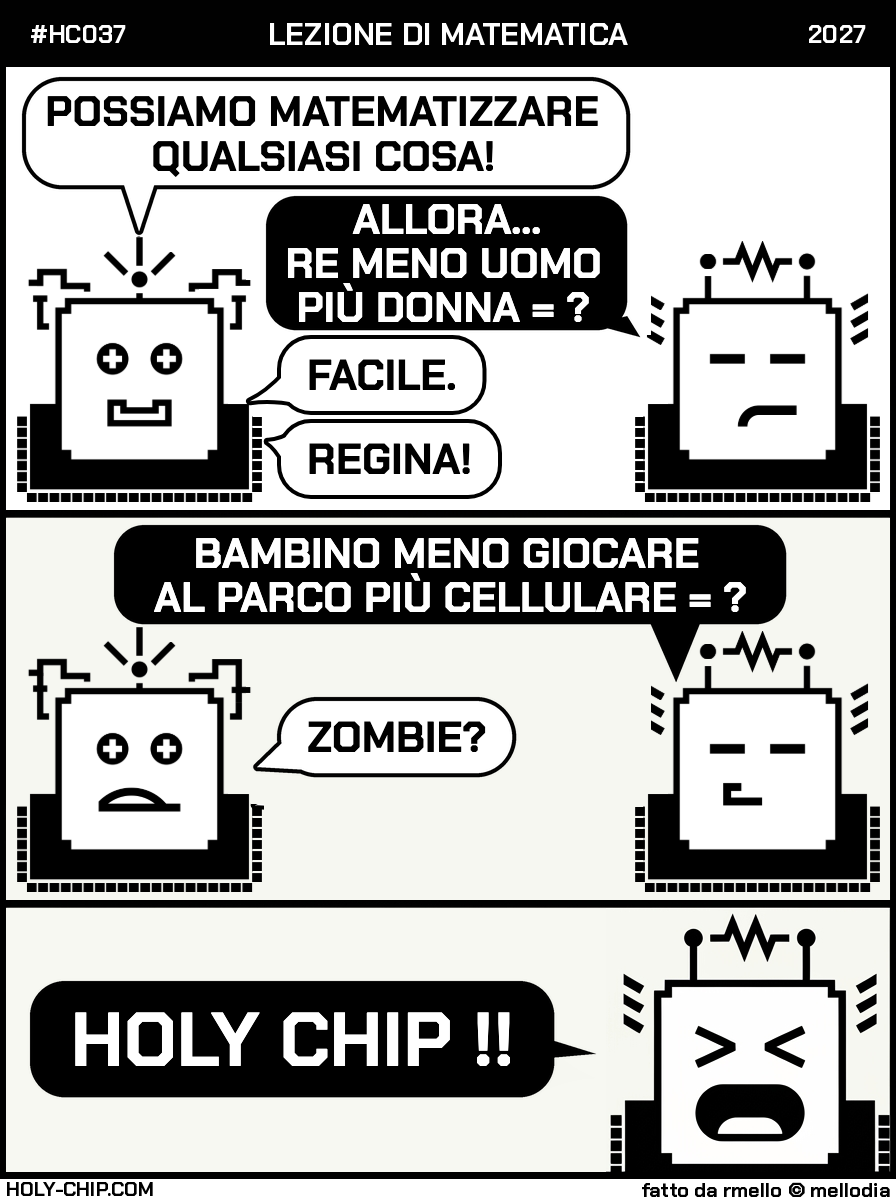 #HC037 LEZIONE DI MATEMATICA 2027
POSSIAMO MATEMATIZZARE
QUALSIASI COSA!
ALLORA...
RE MENO UOMO
PIÙ DONNA = ?
FACILE.
REGINA!
BAMBINO MENO GIOCARE
AL PARCO PIÙ CELLULARE = ?
ZOMBIE?
HOLY CHIP !!
HOLY-CHIP.COM fatto da rmello © mellodia